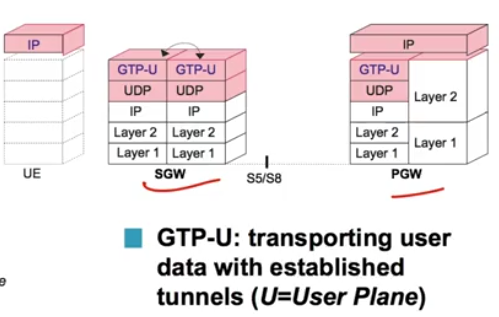 IP
IP
GTP-U GTP-U
GTP-U
UDP UDP
UDP
Layer 2
IP IP
IP
Layer 2 Layer 2
Layer 2
Layer 1
Layer 1 Layer 1
Layer 1
UE
SGW
S5/S8
PGW
GTP-U: transporting user
data with established
tunnels (U=User Plane)
e